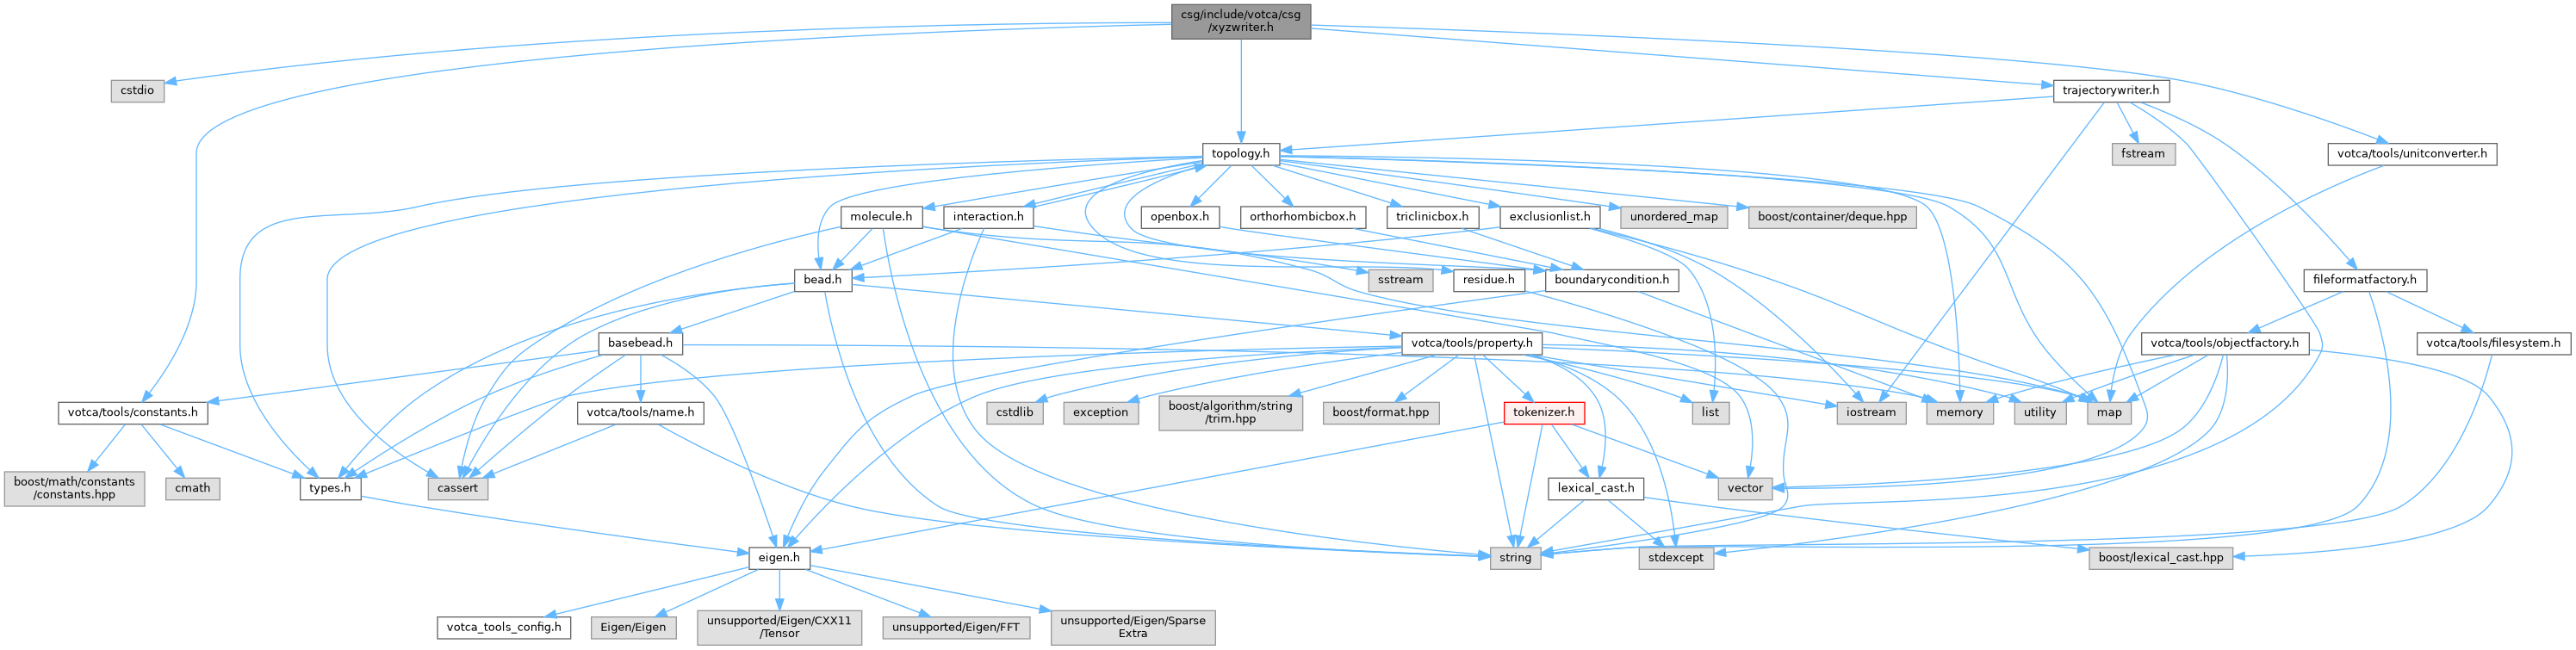 csg/include/votca/csg
/xyzwriter.h
cstdio
trajectorywriter.h
topology.h
fstream
votca/tools/unitconverter.h
molecule.h
interaction.h
openbox.h
orthorhombicbox.h
triclinicbox.h
exclusionlist.h
unordered_map
boost/container/deque.hpp
bead.h
sstream
residue.h
boundarycondition.h
fileformatfactory.h
basebead.h
votca/tools/property.h
votca/tools/objectfactory.h
votca/tools/filesystem.h
votca/tools/constants.h
votca/tools/name.h
cstdlib
exception
boost/algorithm/string
/trim.hpp
boost/format.hpp
tokenizer.h
list
iostream
memory
utility
map
boost/math/constants
/constants.hpp
cmath
types.h
cassert
lexical_cast.h
vector
eigen.h
string
stdexcept
boost/lexical_cast.hpp
votca_tools_config.h
Eigen/Eigen
unsupported/Eigen/CXX11
/Tensor
unsupported/Eigen/FFT
unsupported/Eigen/Sparse
Extra